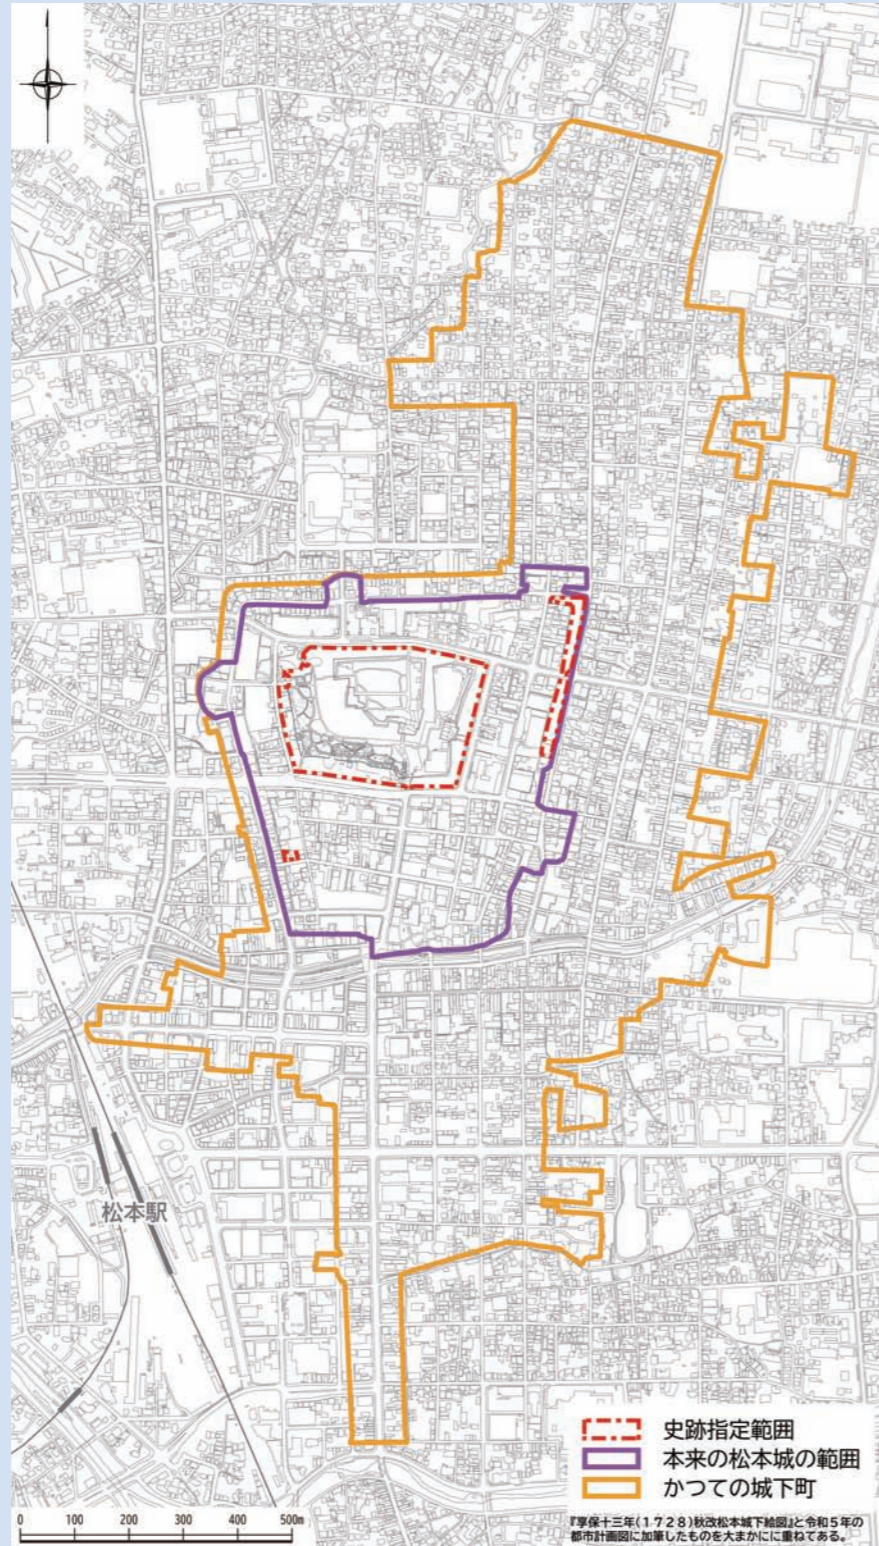 松本駅
史跡指定範囲
本来の松本城の範囲
かつての城下町
0 100 200 300 400 500m
『享保十三年(1728)秋改松本城下絵図』と令和5年の
都市計画図に加筆したものを大まかにに重ねてある。